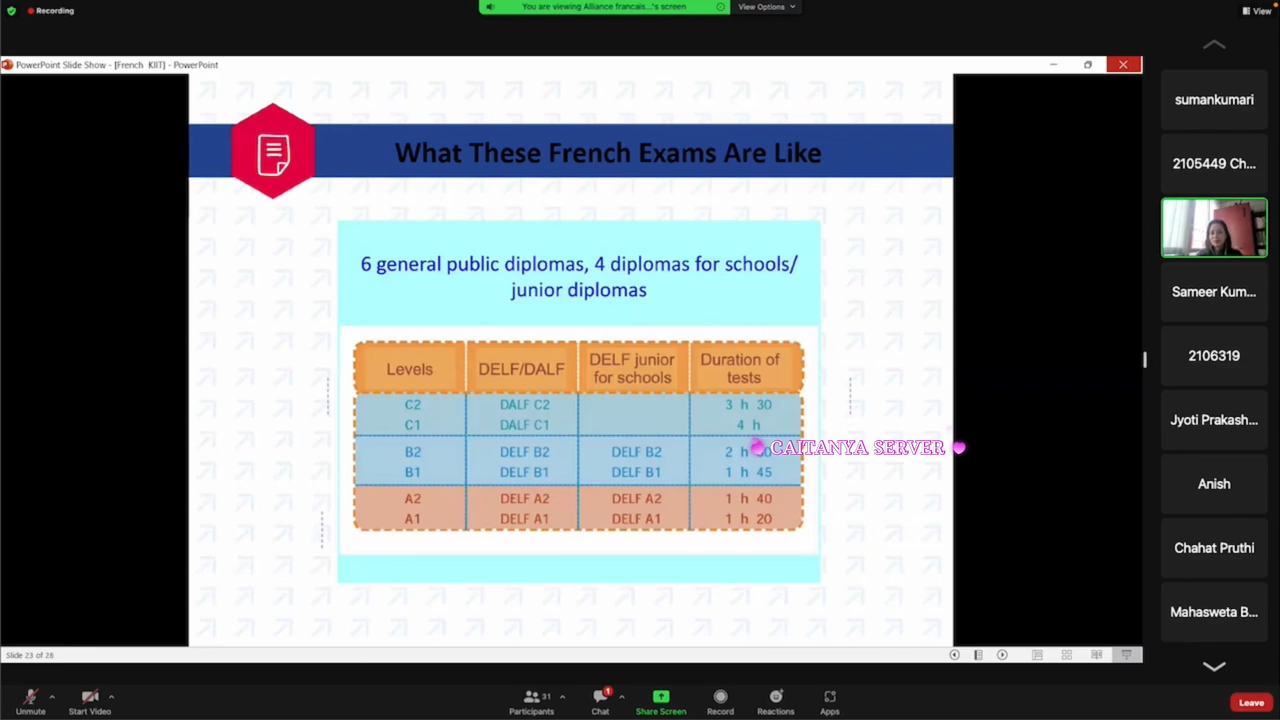 Recording
You are viewing Alliance francais...'s screen
View Options
View
PowerPoint Slide Show - [French KIIT] - PowerPoint
What These French Exams Are Like
6 general public diplomas, 4 diplomas for schools/
junior diplomas
Levels DELF/DALF DELF junior for schools Duration of tests
C2 DALF C2 3 h 30
C1 DALF C1 4 h
B2 DELF B2 DELF B2 2 h
B1 DELF B1 DELF B1 1 h 45
A2 DELF A2 DELF A2 1 h 40
A1 DELF A1 DELF A1 1 h 20
CAITANYA SERVER
sumankumari
2105449 Ch...
Sameer Kum...
2106319
Jyoti Prakash...
Anish
Chahat Pruthi
Mahasweta B...
Slide 23 of 28
Unmute
Start Video
31
Participants
1
Chat
Share Screen
Record
Reactions
Apps
Leave